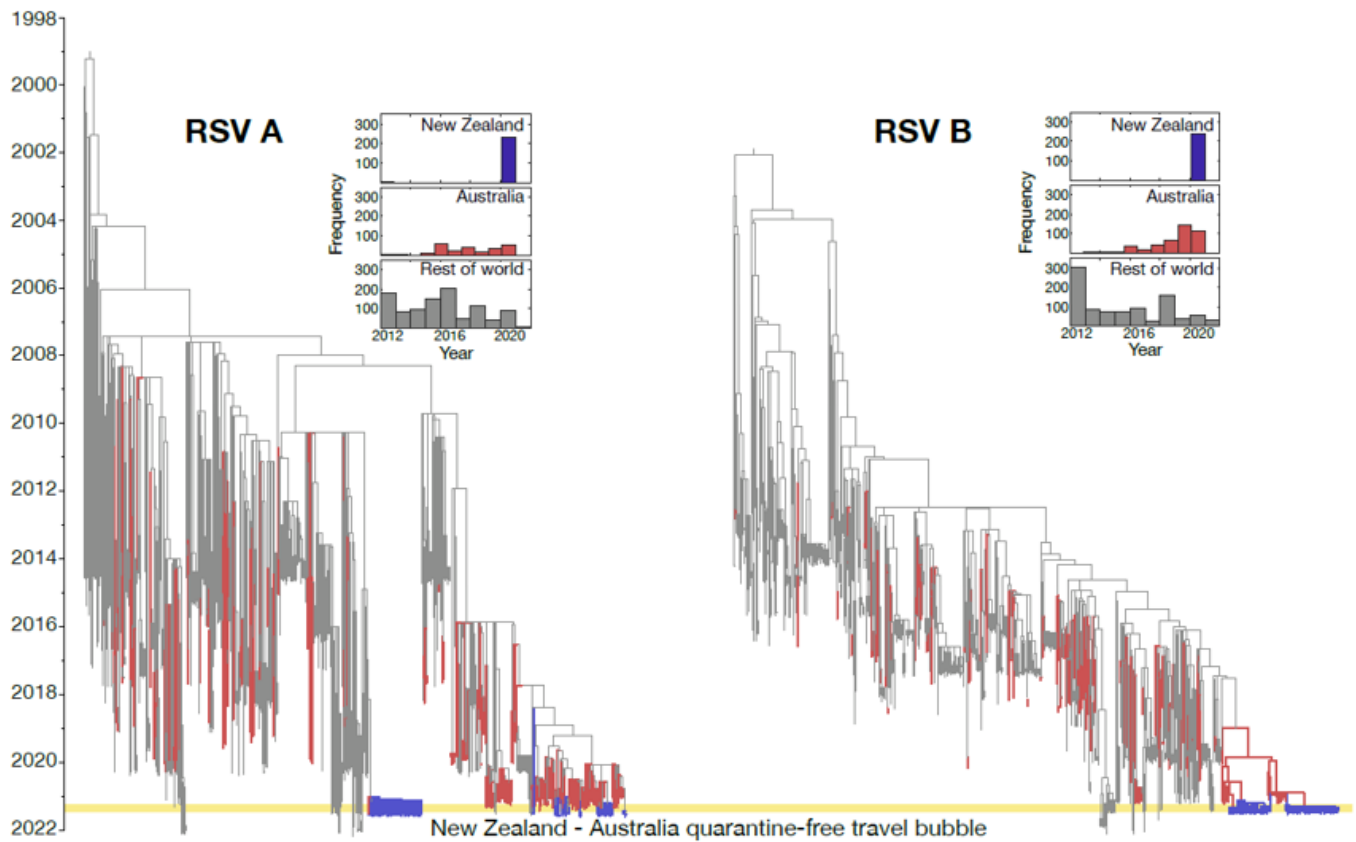 1998
2000
2002
2004
2006
2008
2010
2012
2014
2016
2018
2020
2022
RSV A
Frequency
New Zealand
300
200
100
Australia
300
200
100
Rest of world
300
200
100
2012 2016 2020
Year
RSV B
Frequency
New Zealand
300
200
100
Australia
300
200
100
Rest of world
300
200
100
2012 2016 2020
Year
New Zealand - Australia quarantine-free travel bubble